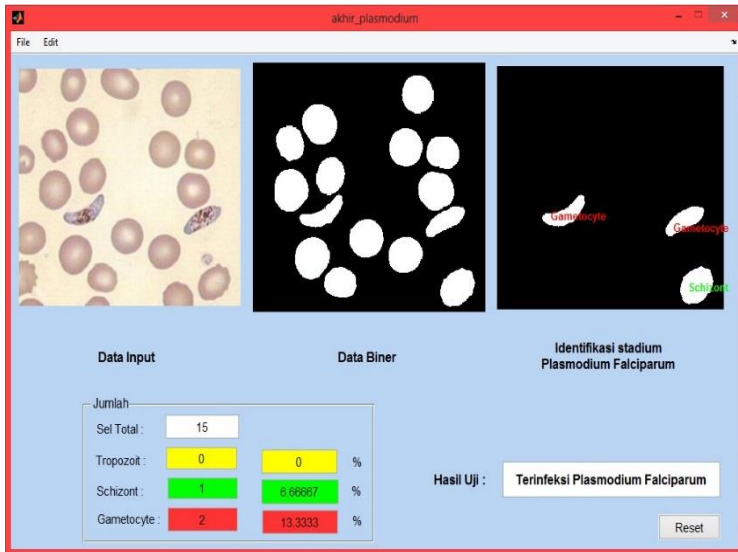 akhir_plasmodium
File Edit
Gametocyte
Gametocyte
Schizont
Data Input
Data Biner
Identifikasi stadium
Plasmodium Falciparum
Jumlah
Sel Total : 15
Tropozoit : 0 0 %
Schizont : 1 6.66667 %
Gametocyte : 2 13.3333 %
Hasil Uji : Terinfeksi Plasmodium Falciparum
Reset